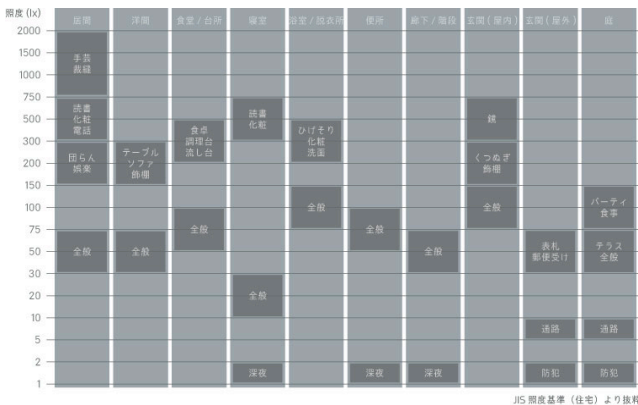 照度(lx)
居間 洋間 食堂/台所 寝室 浴室/脱衣所 便所 廊下/階段 玄関(屋内) 玄関(屋外) 庭
2000
1500
1000
750
500
300
200
150
100
75
50
30
20
10
5
2
1
手芸
裁縫
読書
化粧
電話
団らん
娯楽
全般
テーブル
ソファ
飾棚
全般
食卓
調理台
流し台
全般
読書
化粧
全般
深夜
ひげそり
化粧
洗面
全般
全般
深夜
全般
深夜
鏡
くつぬぎ
飾棚
全般
表札
郵便受け
通路
防犯
パーティ
食事
テラス
全般
通路
防犯
JIS 照度基準（住宅）より抜粋